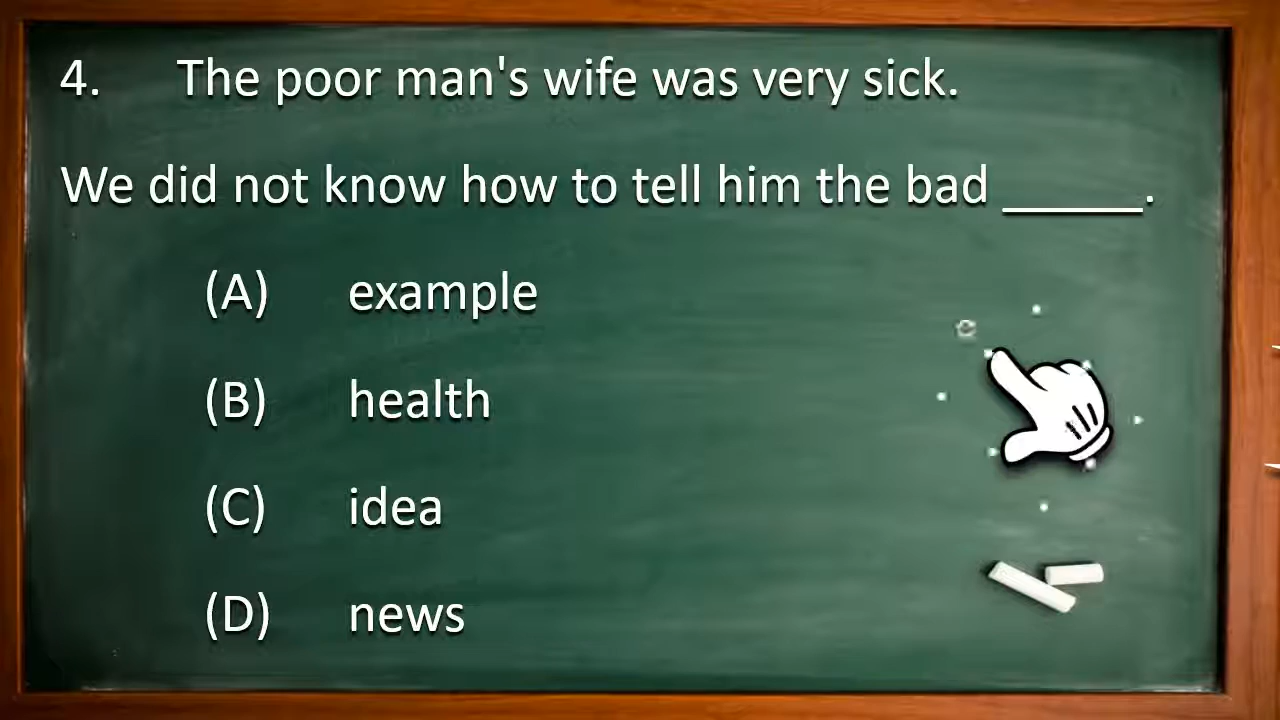 4. The poor man's wife was very sick.
We did not know how to tell him the bad _____.
(A) example
(B) health
(C) idea
(D) news